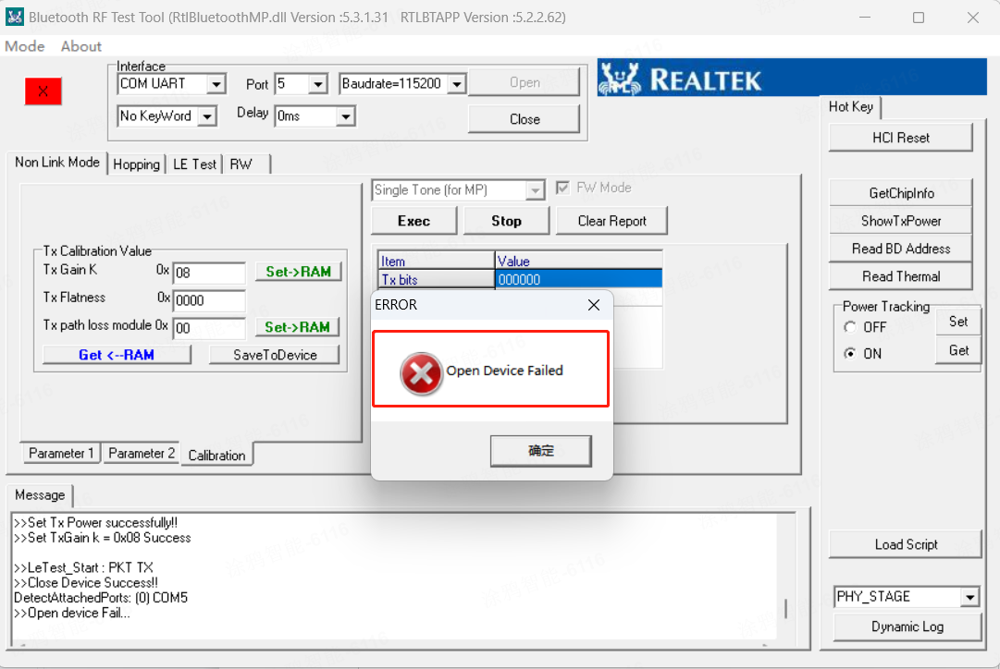 Bluetooth RF Test Tool (RtlBluetoothMP.dll Version :5.3.1.31 RTLBTAPP Version :5.2.2.62)
Mode About
X
Interface
COM UART
Port 5
Baudrate=115200
Open
No KeyWord
Delay 0ms
Close
REALTEK
Hot Key
HCI Reset
GetChipInfo
ShowTxPower
Read BD Address
Read Thermal
Power Tracking
OFF
Set
ON
Get
Load Script
PHY_STAGE
Dynamic Log
Non Link Mode Hopping LE Test RW
Single Tone (for MP)
FW Mode
Exec Stop Clear Report
Item Value
Tx bits 000000
Tx Calibration Value
Tx Gain K 0x 08 Set->RAM
Tx Flatness 0x 0000
Tx path loss module 0x 00 Set->RAM
Get <--RAM SaveToDevice
Parameter 1 Parameter 2 Calibration
ERROR
Open Device Failed
确定
Message
>>Set Tx Power successfully!!
>>Set TxGain k = 0x08 Success
>>LeTest_Start : PKT TX
>>Close Device Success!!
DetectAttachedPorts: (0) COM5
>>Open device Fail...